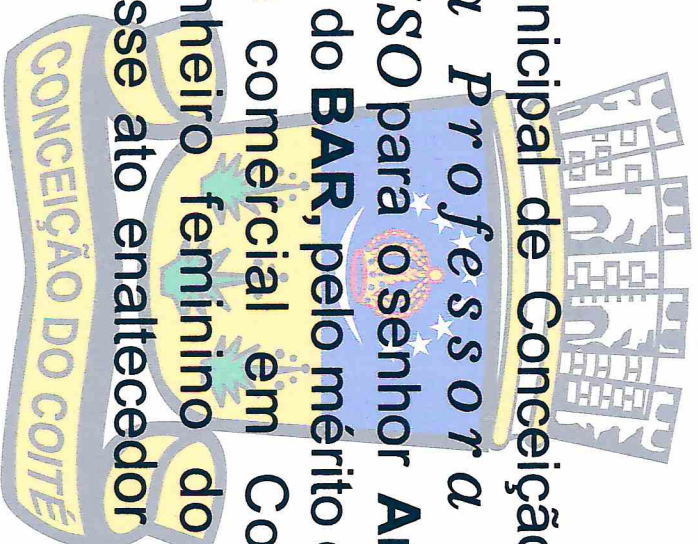 nicipal de Conceição
a Professora
SO para o senhor
do BAR, pelo mérito
comercial em
nheiro feminino do
sse ato enaltecedor
CONCEIÇÃO DO COITÉ